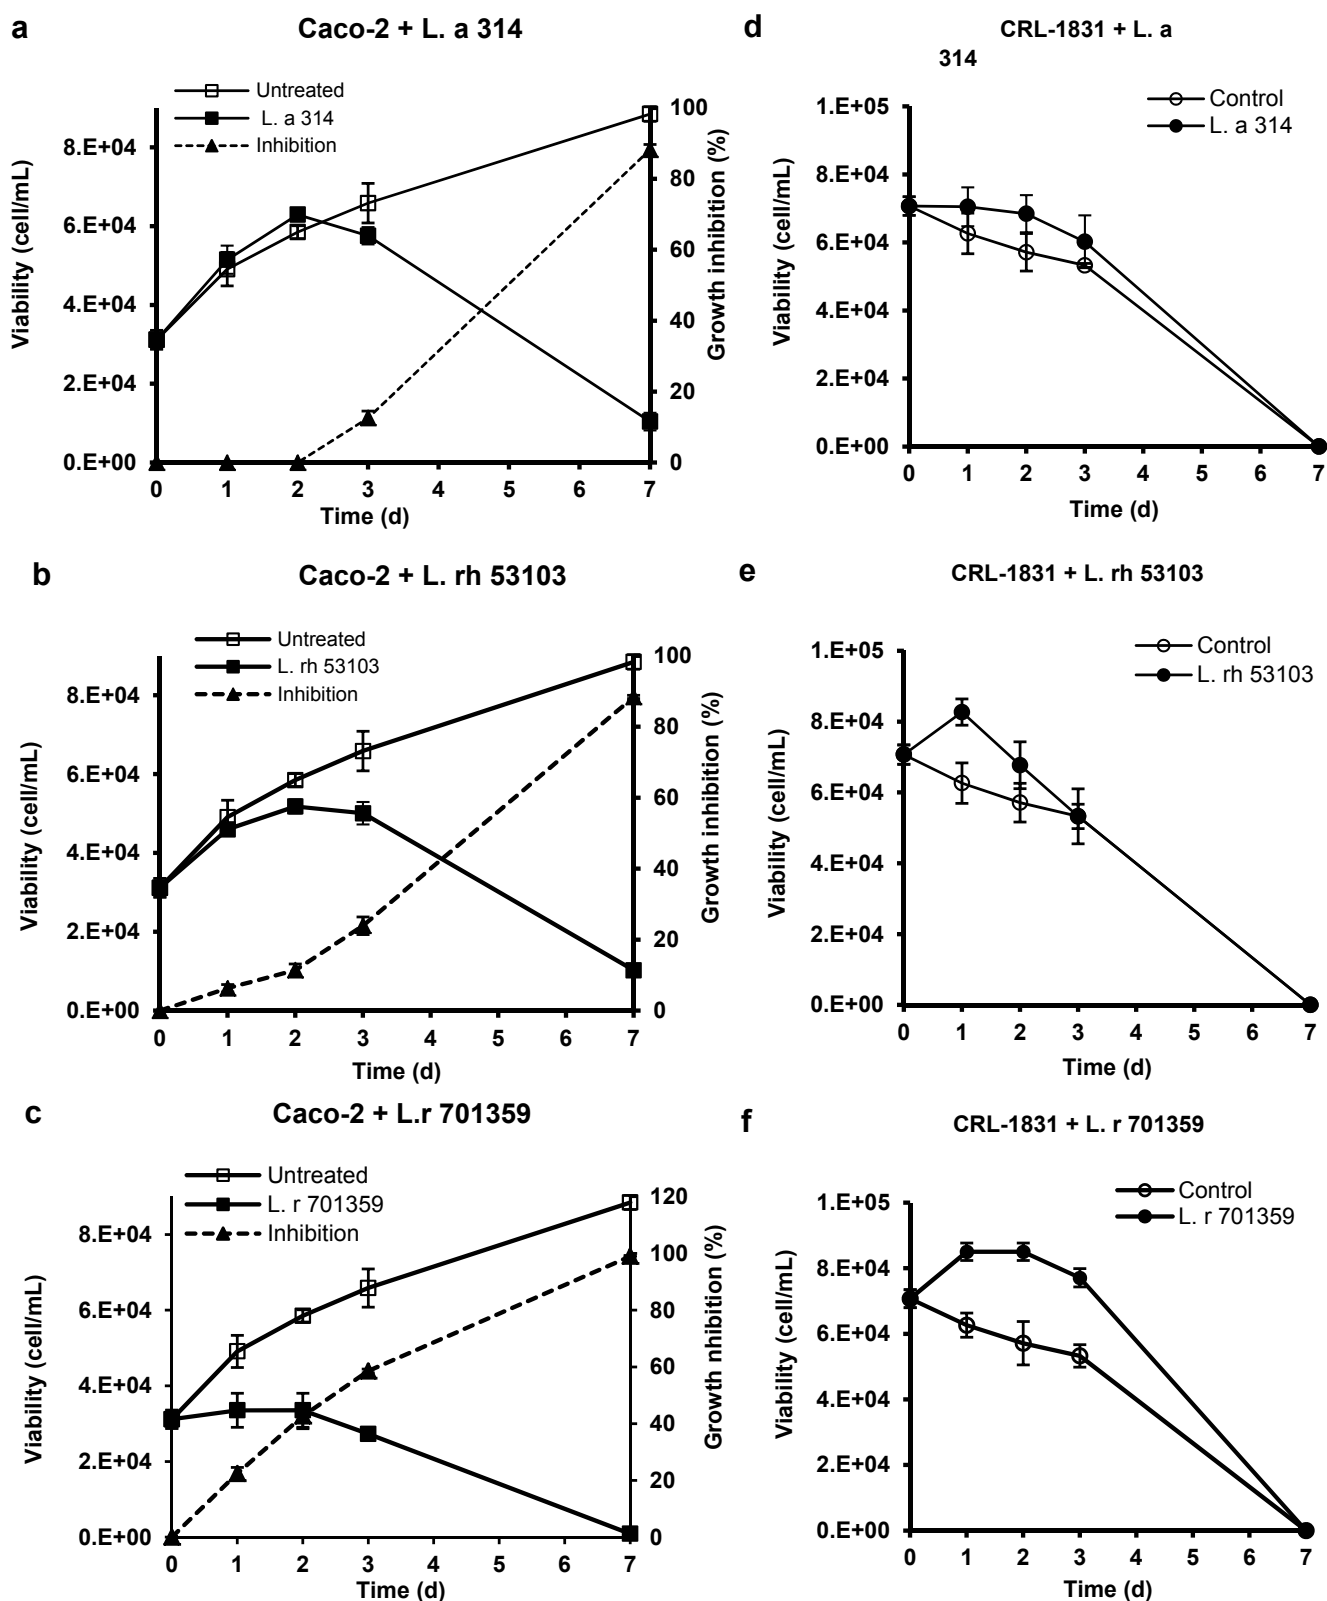 a
Caco-2 + L. a 314
Untreated
L. a 314
Inhibition
Viability (cell/mL)
8.E+04
6.E+04
4.E+04
2.E+04
0.E+00
100
80
60
40
20
0
Growth inhibition (%)
0 1 2 3 4 5 6 7
Time (d)
d
CRL-1831 + L. a
314
Control
L. a 314
Viability (cell/mL)
1.E+05
8.E+04
6.E+04
4.E+04
2.E+04
0.E+00
0 1 2 3 4 5 6 7
Time (d)
b
Caco-2 + L. rh 53103
Untreated
L. rh 53103
Inhibition
Viability (cell/mL)
8.E+04
6.E+04
4.E+04
2.E+04
0.E+00
100
80
60
40
20
0
Growth inhibition (%)
0 1 2 3 4 5 6 7
Time (d)
e
CRL-1831 + L. rh 53103
Control
L. rh 53103
Viability (cell/mL)
1.E+05
8.E+04
6.E+04
4.E+04
2.E+04
0.E+00
0 1 2 3 4 5 6 7
Time (d)
c
Caco-2 + L.r 701359
Untreated
L. r 701359
Inhibition
Viability (cell/mL)
8.E+04
6.E+04
4.E+04
2.E+04
0.E+00
120
100
80
60
40
20
0
Growth nhibition (%)
0 1 2 3 4 5 6 7
Time (d)
f
CRL-1831 + L. r 701359
Control
L. r 701359
Viability (cell/mL)
1.E+05
8.E+04
6.E+04
4.E+04
2.E+04
0.E+00
0 1 2 3 4 5 6 7
Time (d)